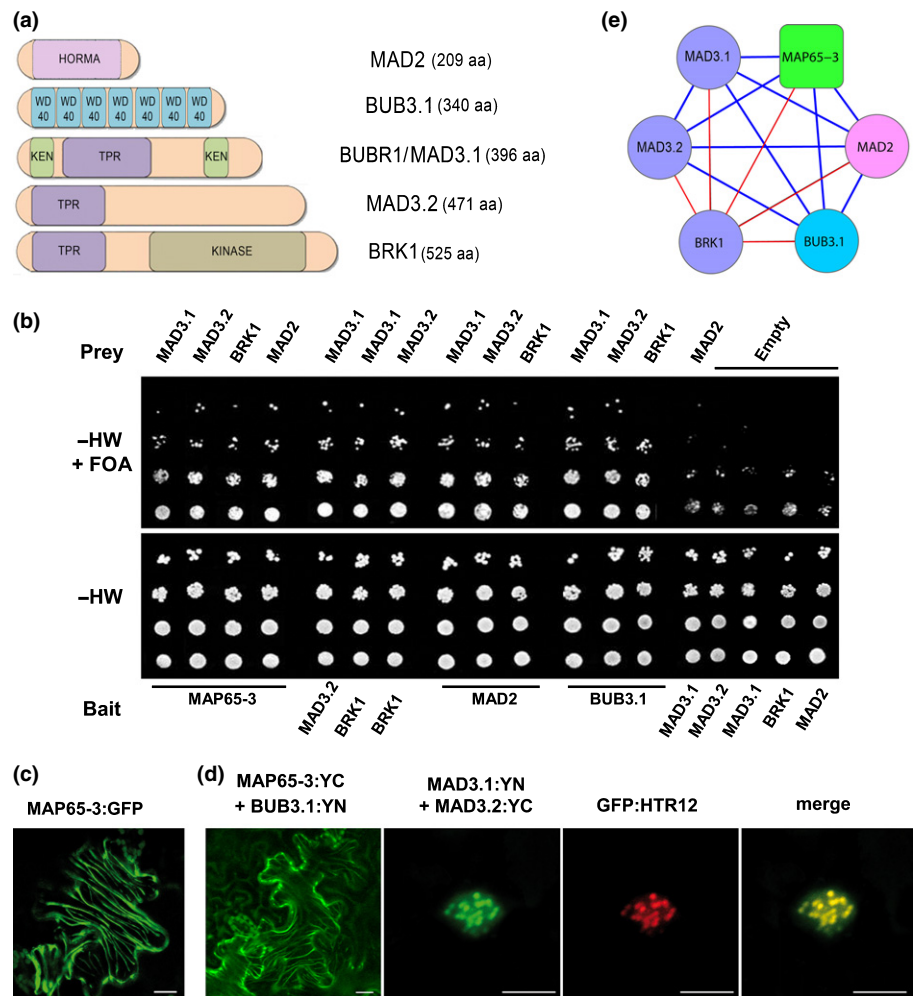 (a)
HORMA
MAD2 (209 aa)
WD 40 WD 40 WD 40 WD 40 WD 40 WD 40 WD 40
BUB3.1 (340 aa)
KEN TPR KEN
BUBR1/MAD3.1 (396 aa)
TPR
MAD3.2 (471 aa)
TPR KINASE
BRK1 (525 aa)
(e)
MAD3.1 MAP65–3
MAD3.2 MAD2
BRK1 BUB3.1
(b)
Prey
MAD3.1 MAD3.2 BRK1 MAD2 MAD3.1 MAD3.1 MAD3.2 MAD3.1 MAD3.2 BRK1 MAD3.1 MAD3.2 BRK1 MAD2 Empty
–HW
+ FOA
–HW
Bait
MAP65-3 MAD3.2 BRK1 BRK1 MAD2 BUB3.1 MAD3.1 MAD3.2 MAD3.1 BRK1 MAD2
(c)
MAP65-3:GFP
(d)
MAP65-3:YC
+ BUB3.1:YN
MAD3.1:YN
+ MAD3.2:YC
GFP:HTR12
merge